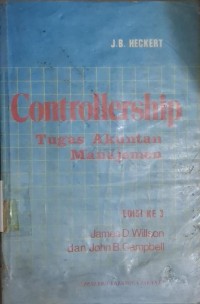 J.B. HECKERT
Controllership
Tugas Akuntan
Manajemen
EDISI KE 3
James D. Willson
Dan John B. Campbell